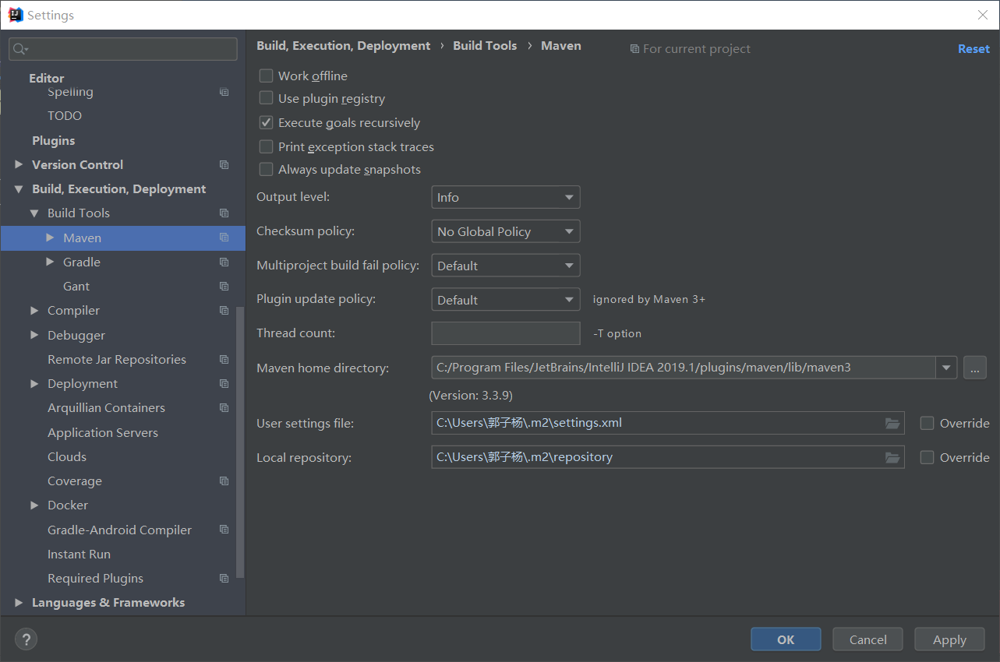 Settings
Build, Execution, Deployment › Build Tools › Maven
For current project
Reset
Editor
Spelling
TODO
Plugins
Version Control
Build, Execution, Deployment
Build Tools
Maven
Gradle
Gant
Compiler
Debugger
Remote Jar Repositories
Deployment
Arquillian Containers
Application Servers
Clouds
Coverage
Docker
Gradle-Android Compiler
Instant Run
Required Plugins
Languages & Frameworks
Work offline
Use plugin registry
Execute goals recursively
Print exception stack traces
Always update snapshots
Output level: Info
Checksum policy: No Global Policy
Multiproject build fail policy: Default
Plugin update policy: Default ignored by Maven 3+
Thread count: -T option
Maven home directory: C:/Program Files/JetBrains/IntelliJ IDEA 2019.1/plugins/maven/lib/maven3 ...
(Version: 3.3.9)
User settings file: C:\Users\郭子杨\.m2\settings.xml Override
Local repository: C:\Users\郭子杨\.m2\repository Override
? OK Cancel Apply